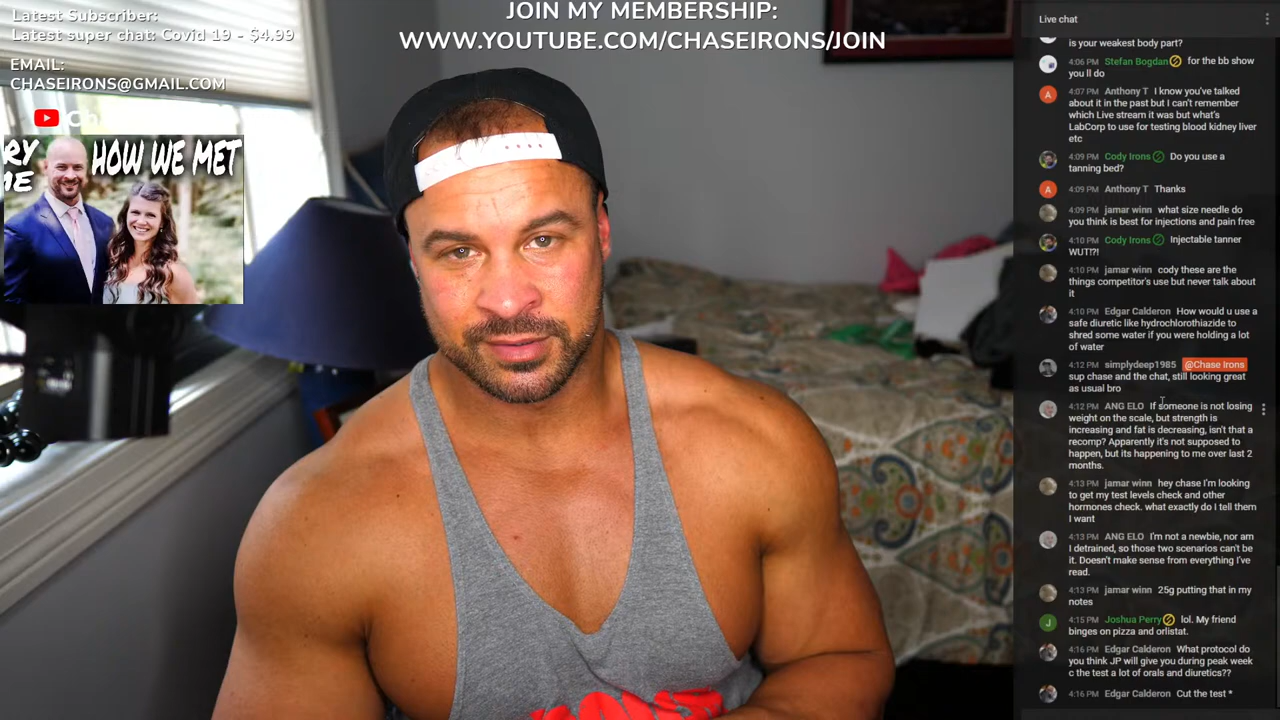 Latest Subscriber:
Latest super chat: Covid 19 - $4.99
EMAIL:
CHASEIRONS@GMAIL.COM
JOIN MY MEMBERSHIP:
WWW.YOUTUBE.COM/CHASEIRONS/JOIN
RY HOW WE MET
ME
Live chat
is your weakest body part?
4:06 PM Stefan Bogdan for the bb show
you ll do
A 4:07 PM Anthony T I know you've talked
about it in the past but I can't remember
which Live stream it was but what's
LabCorp to use for testing blood kidney liver
etc
4:09 PM Cody Irons Do you use a
tanning bed?
A 4:09 PM Anthony T Thanks
4:09 PM jamar winn what size needle do
you think is best for injections and pain free
4:10 PM Cody Irons Injectable tanner
WUT!?!
4:10 PM jamar winn cody these are the
things competitor's use but never talk about
it
4:10 PM Edgar Calderon How would u use a
safe diuretic like hydrochlorothiazide to
shred some water if you were holding a lot
of water
4:12 PM simplydeep1985 @Chase Irons
sup chase and the chat, still looking great
as usual bro
4:12 PM ANG ELO If someone is not losing
weight on the scale, but strength is
increasing and fat is decreasing, isn't that a
recomp? Apparently it's not supposed to
happen, but its happening to me over last 2
months.
4:13 PM jamar winn hey chase I'm looking
to get my test levels check and other
hormones check. what exactly do I tell them
I want
4:13 PM ANG ELO I'm not a newbie, nor am
I detrained, so those two scenarios can't be
it. Doesn't make sense from everything I've
read.
4:13 PM jamar winn 25g putting that in my
notes
J 4:15 PM Joshua Perry lol. My friend
binges on pizza and orlistat.
4:16 PM Edgar Calderon What protocol do
you think JP will give you during peak week
c the test a lot of orals and diuretics??
4:16 PM Edgar Calderon Cut the test *